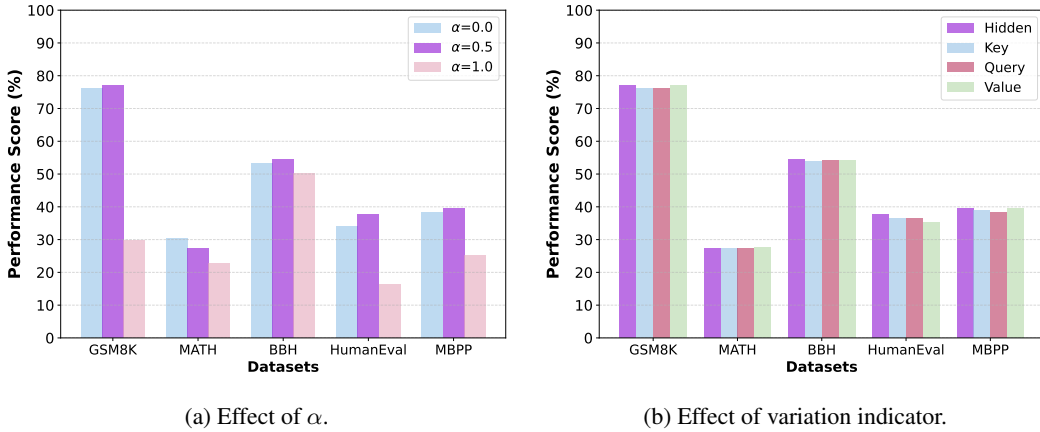 100
90
80
70
60
50
40
30
20
10
0
Performance Score (%)
α=0.0
α=0.5
α=1.0
GSM8K MATH BBH HumanEval MBPP
Datasets
(a) Effect of α.
100
90
80
70
60
50
40
30
20
10
0
Performance Score (%)
Hidden
Key
Query
Value
GSM8K MATH BBH HumanEval MBPP
Datasets
(b) Effect of variation indicator.